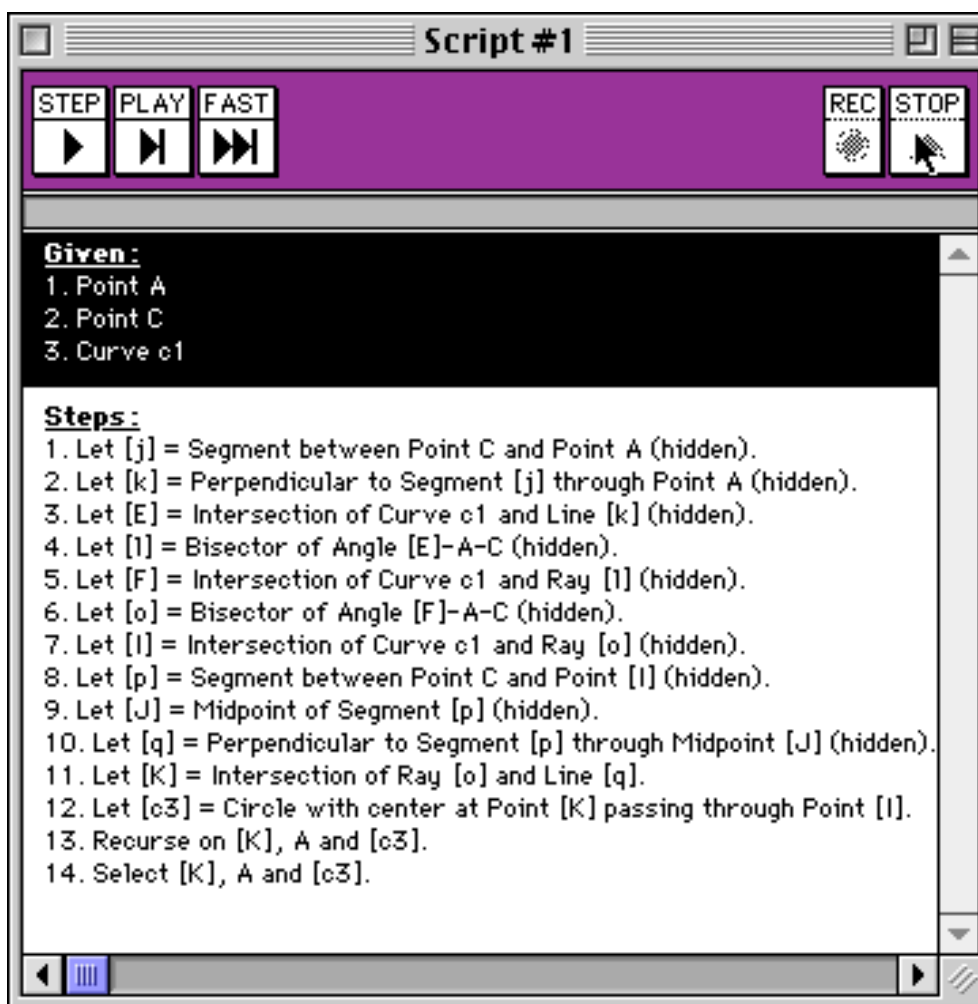 Script #1
STEP PLAY FAST REC STOP
Given:
1. Point A
2. Point C
3. Curve c1
Steps:
1. Let [j] = Segment between Point C and Point A (hidden).
2. Let [k] = Perpendicular to Segment [j] through Point A (hidden).
3. Let [E] = Intersection of Curve c1 and Line [k] (hidden).
4. Let [l] = Bisector of Angle [E]-A-C (hidden).
5. Let [F] = Intersection of Curve c1 and Ray [l] (hidden).
6. Let [o] = Bisector of Angle [F]-A-C (hidden).
7. Let [I] = Intersection of Curve c1 and Ray [o] (hidden).
8. Let [p] = Segment between Point C and Point [I] (hidden).
9. Let [J] = Midpoint of Segment [p] (hidden).
10. Let [q] = Perpendicular to Segment [p] through Midpoint [J] (hidden).
11. Let [K] = Intersection of Ray [o] and Line [q].
12. Let [c3] = Circle with center at Point [K] passing through Point [I].
13. Recurse on [K], A and [c3].
14. Select [K], A and [c3].